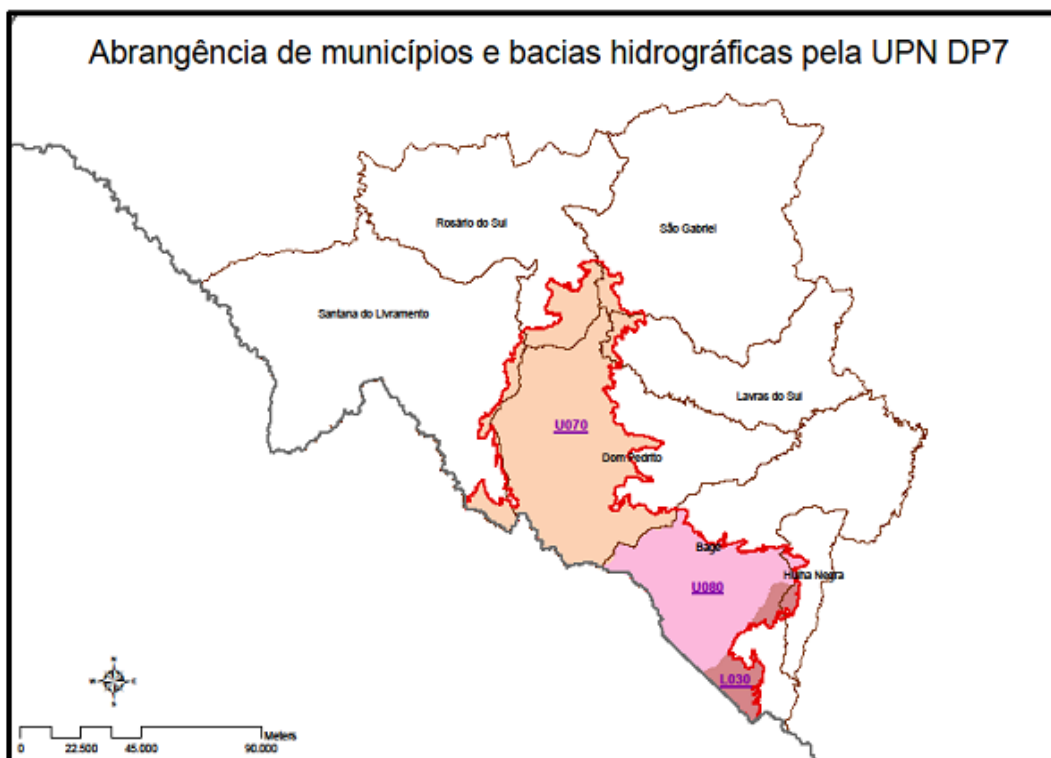 Abrangência de municípios e bacias hidrográficas pela UPN DP7
Rosário do Sul
São Gabriel
Santana do Livramento
Lavras do Sul
U070
Dom Pedrito
Bagé
Hulha Negra
U080
L030
N
W
E
S
Meters
0 22.500 45.000 90.000